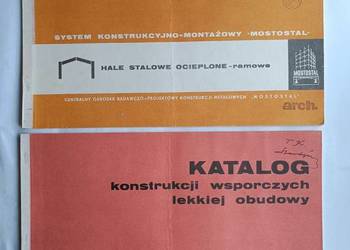 SYSTEM KONSTRUKCYJNO-MONTAŻOWY "MOSTOSTAL"
HALE STALOWE OCIEPLONE-ramowe
MOSTOSTAL
CENTRALNY OŚRODEK BADAWCZO-PROJEKTOWY KONSTRUKCJI METALOWYCH "MOSTOSTAL"
arch.
KATALOG
konstrukcji wsporczych
lekkiej obudowy